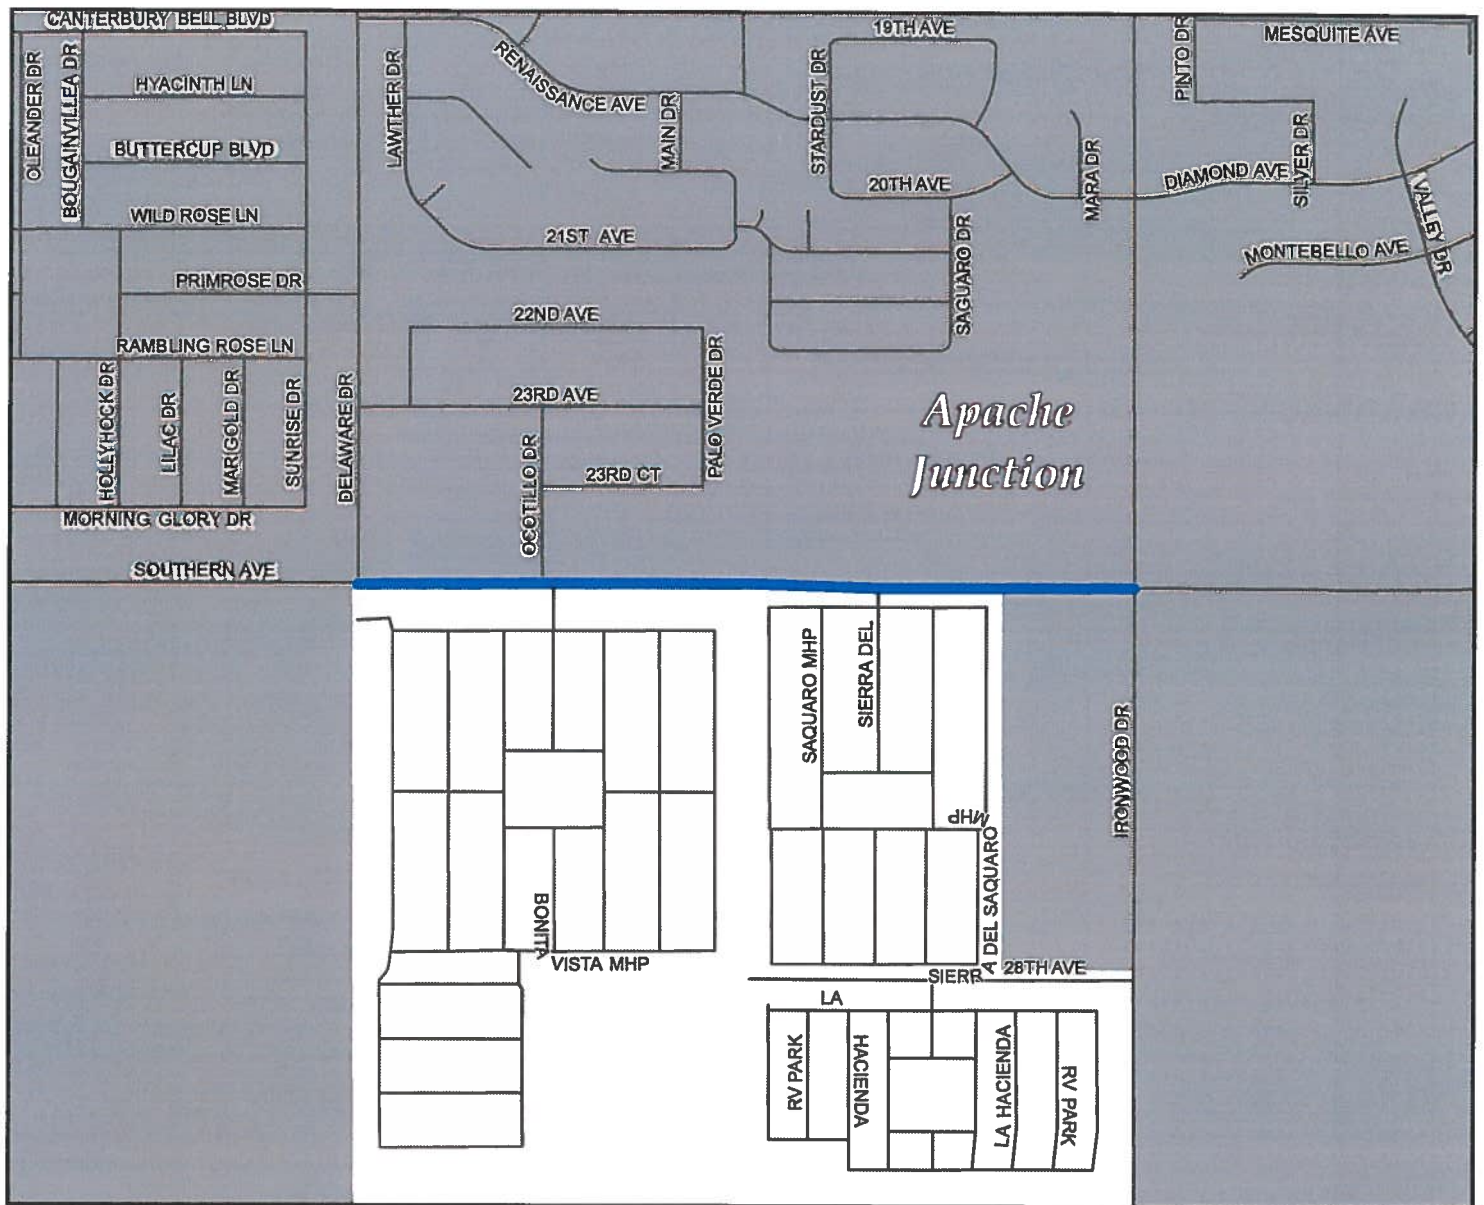 CANTERBURY BELL BLVD
OLEANDER DR
BOUGAINVILLEA DR
HYACINTH LN
BUTTERCUP BLVD
WILD ROSE LN
PRIMROSE DR
RAMBLING ROSE LN
HOLLYHOCK DR
LILAC DR
MARIGOLD DR
SUNRISE DR
DELAWARE DR
MORNING GLORY DR
SOUTHERN AVE
LAWTHER DR
RENAISSANCE AVE
MAIN DR
STARDUST DR
19TH AVE
20TH AVE
21ST AVE
SAGUARO DR
MARA DR
PINTO DR
MESQUITE AVE
SILVER DR
DIAMOND AVE
VALLEY DR
MONTEBELLO AVE
22ND AVE
23RD AVE
PALO VERDE DR
OCOTILLO DR
23RD CT
Apache
Junction
SAQUARO MHP
SIERRA DEL
MHP
A DEL SAQUARO
SIERR
28TH AVE
IRONWOOD DR
BONITA
VISTA MHP
LA
RV PARK
HACIENDA
LA HACIENDA
RV PARK